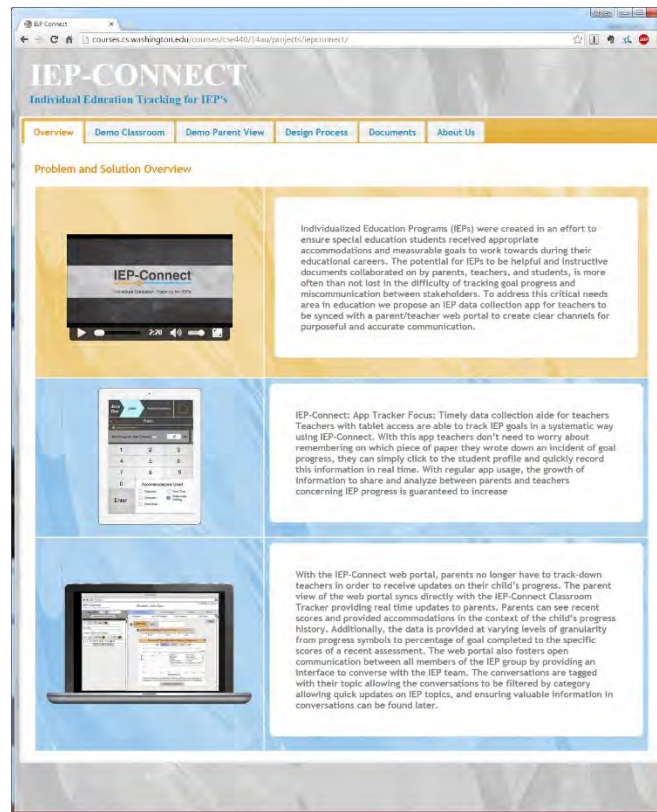 IEP Connect
courses.cs.washington.edu/courses/cse440/14au/projects/iepconnect/
IEP-CONNECT
Individual Education Tracking for IEP's
Overview Demo Classroom Demo Parent View Design Process Documents About Us
Problem and Solution Overview
IEP-Connect
Individual Education Tracking for IEP's
2:20
Individualized Education Programs (IEPs) were created in an effort to
ensure special education students received appropriate
accommodations and measurable goals to work towards during their
educational careers. The potential for IEPs to be helpful and instructive
documents collaborated on by parents, teachers, and students, is more
often than not lost in the difficulty of tracking goal progress and
miscommunication between stakeholders. To address this critical needs
area in education we propose an IEP data collection app for teachers to
be synced with a parent/teacher web portal to create clear channels for
purposeful and accurate communication.
1 2 3
4 5 6
7 8 9
0
Enter
Accommodations Used
IEP-Connect: App Tracker Focus: Timely data collection aide for teachers
Teachers with tablet access are able to track IEP goals in a systematic way
using IEP-Connect. With this app teachers don't need to worry about
remembering on which piece of paper they wrote down an incident of goal
progress, they can simply click to the student profile and quickly record
this information in real time. With regular app usage, the growth of
information to share and analyze between parents and teachers
concerning IEP progress is guaranteed to increase
With the IEP-Connect web portal, parents no longer have to track-down
teachers in order to receive updates on their child's progress. The parent
view of the web portal syncs directly with the IEP-Connect Classroom
Tracker providing real time updates to parents. Parents can see recent
scores and provided accommodations in the context of the child's progress
history. Additionally, the data is provided at varying levels of granularity
from progress symbols to percentage of goal completed to the specific
scores of a recent assessment. The web portal also fosters open
communication between all members of the IEP group by providing an
interface to converse with the IEP team. The conversations are tagged
with their topic allowing the conversations to be filtered by category
allowing quick updates on IEP topics, and ensuring valuable information in
conversations can be found later.